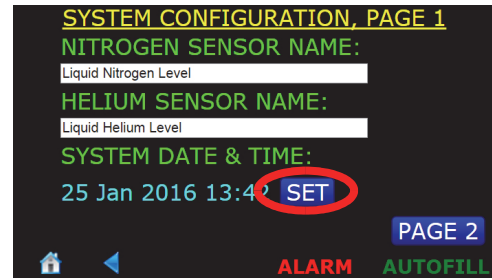 SYSTEM CONFIGURATION, PAGE 1
NITROGEN SENSOR NAME:
Liquid Nitrogen Level
HELIUM SENSOR NAME:
Liquid Helium Level
SYSTEM DATE & TIME:
25 Jan 2016 13:42 SET
PAGE 2
ALARM AUTOFILL